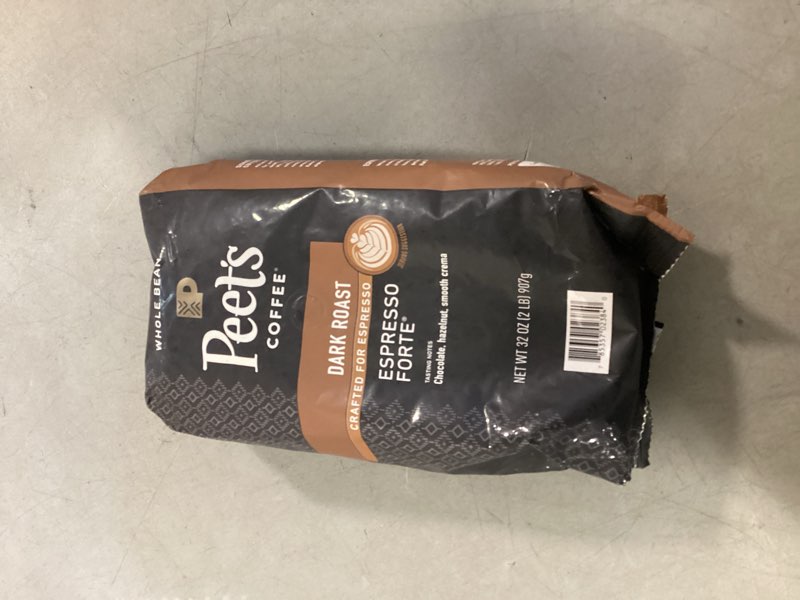 WHOLE BEAN
P
Peet's
COFFEE®
DARK ROAST
CRAFTED FOR ESPRESSO
ESPRESSO
FORTE®
TASTING NOTES
Chocolate, hazelnut, smooth crema
NET WT 32 OZ (2 LB) 907g